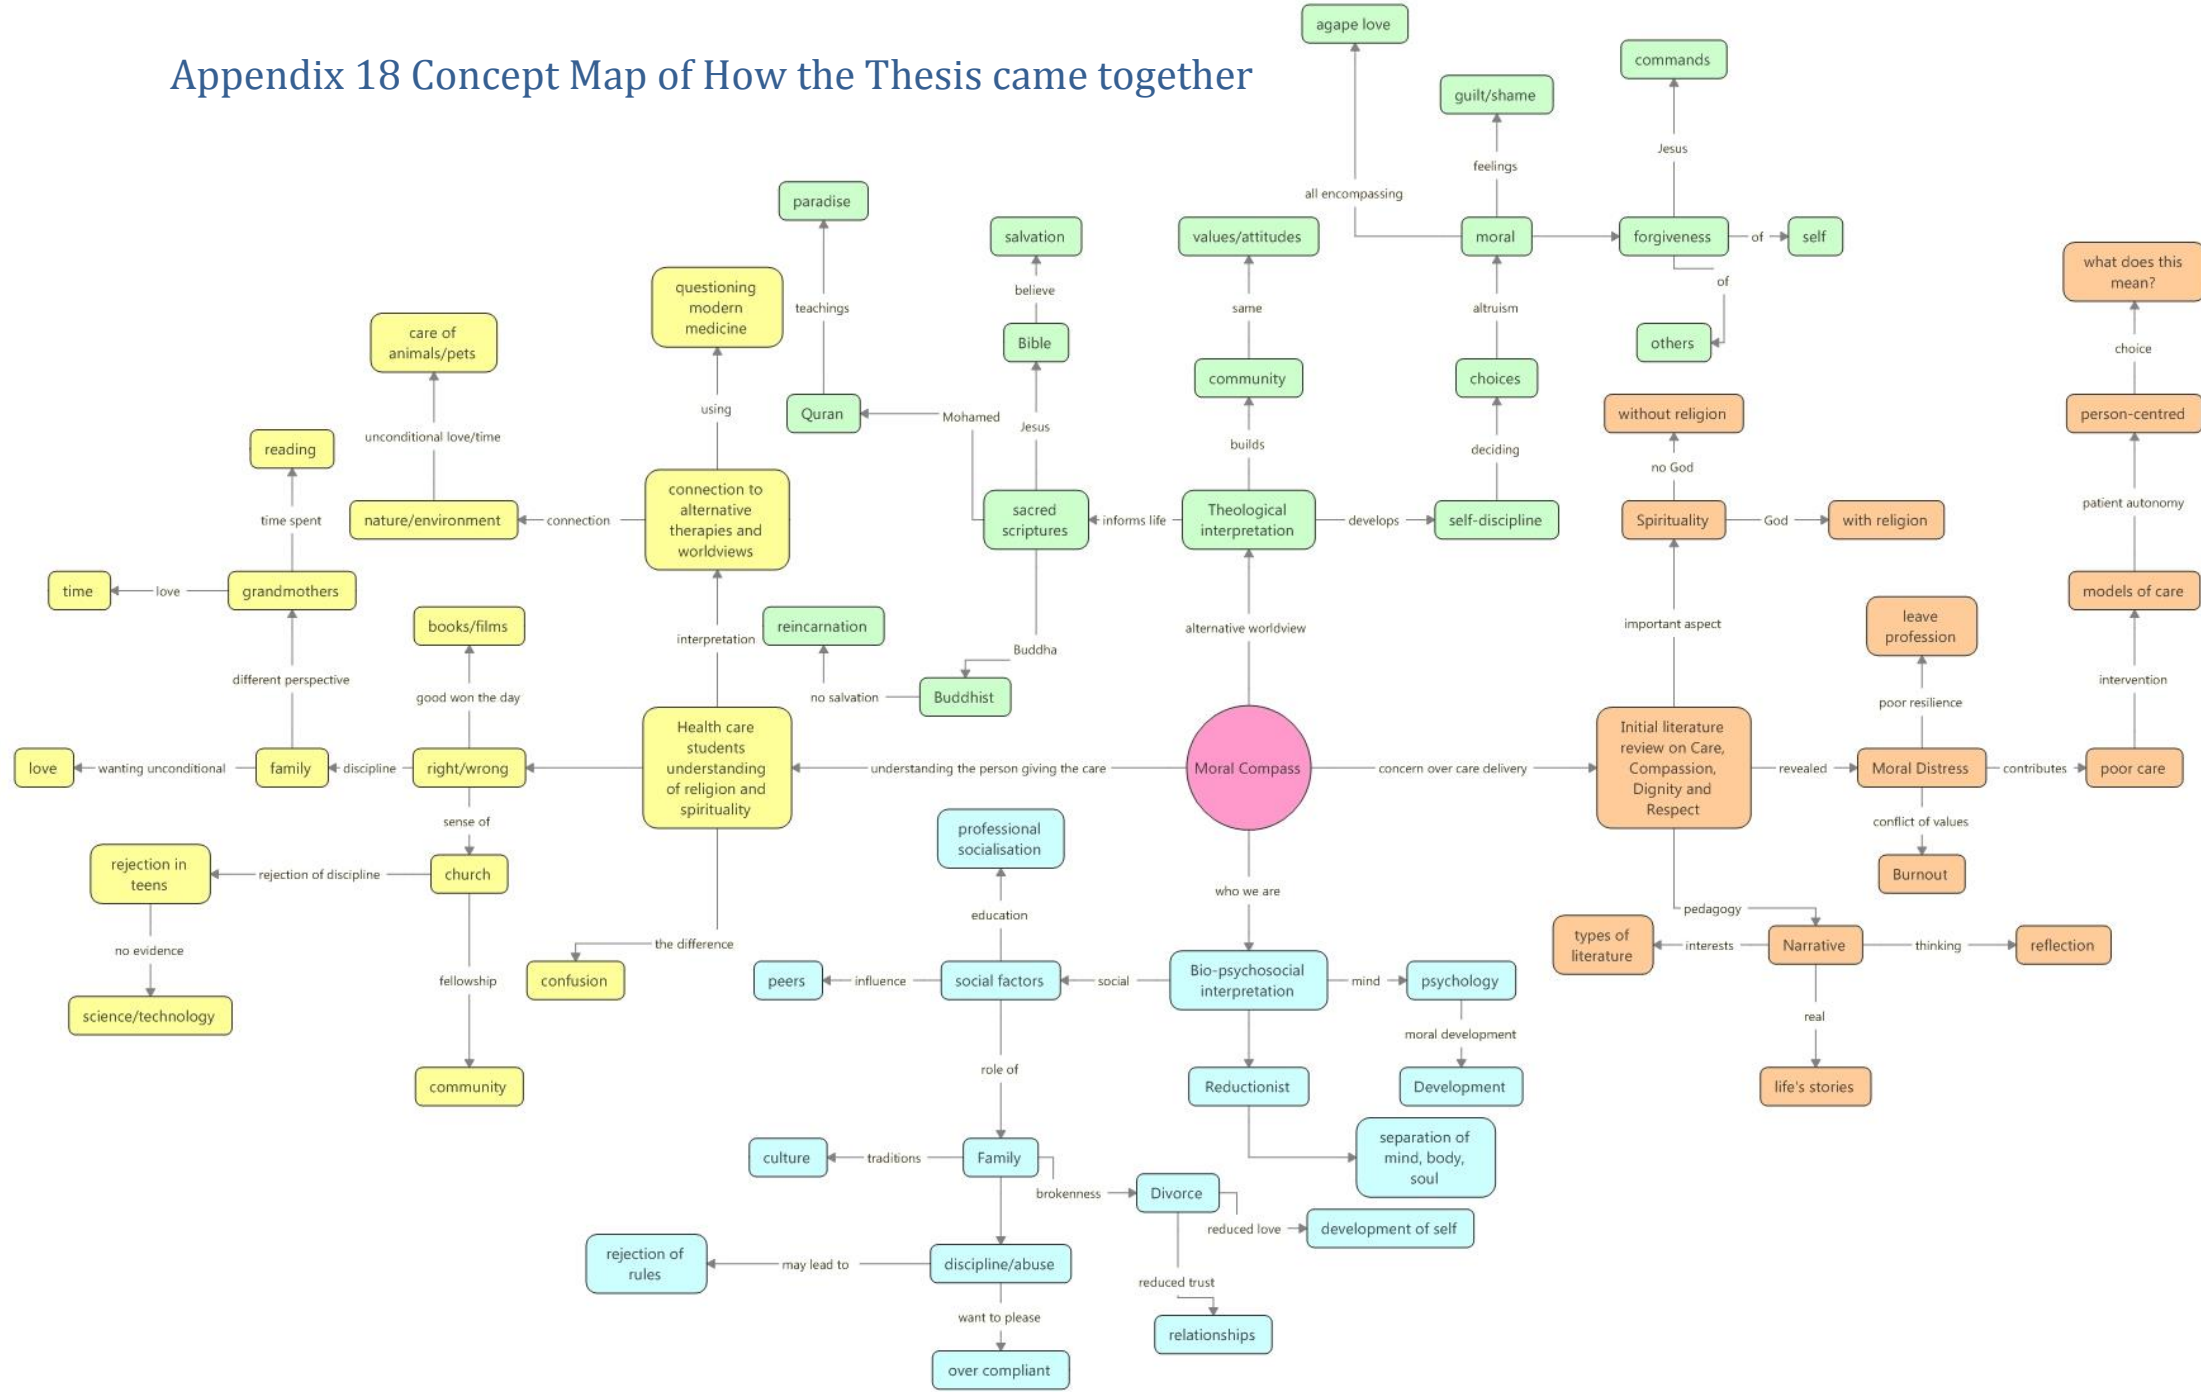 Appendix 18 Concept Map of How the Thesis came together
agape love
commands
guilt/shame
Jesus
feelings
all encompassing
paradise
salvation
values/attitudes
moral
forgiveness
of
self
what does this
mean?
believe
of
questioning
modern
medicine
teachings
same
altruism
care of
animals/pets
Bible
others
choice
community
choices
using
Quran
Mohamed
Jesus
without religion
person-centred
unconditional love/time
reading
builds
deciding
no God
connection to
alternative
therapies and
worldviews
patient autonomy
time spent
nature/environment
connection
sacred
scriptures
informs life
Theological
interpretation
develops
self-discipline
Spirituality
God
with religion
time
love
grandmothers
models of care
books/films
interpretation
reincarnation
alternative worldview
important aspect
leave
profession
Buddha
different perspective
good won the day
no salvation
Buddhist
poor resilience
intervention
love
wanting unconditional
family
discipline
right/wrong
Health care
students
understanding
of religion and
spirituality
understanding the person giving the care
Moral Compass
concern over care delivery
Initial literature
review on Care,
Compassion,
Dignity and
Respect
revealed
Moral Distress
contributes
poor care
sense of
professional
socialisation
conflict of values
rejection in
teens
rejection of discipline
church
who we are
Burnout
education
pedagogy
no evidence
the difference
types of
literature
interests
Narrative
thinking
reflection
fellowship
confusion
peers
influence
social factors
social
Bio-psychosocial
interpretation
mind
psychology
science/technology
moral development
real
role of
community
Reductionist
Development
life's stories
culture
traditions
Family
separation of
mind, body,
soul
brokenness
Divorce
reduced love
development of self
rejection of
rules
may lead to
discipline/abuse
reduced trust
want to please
relationships
over compliant